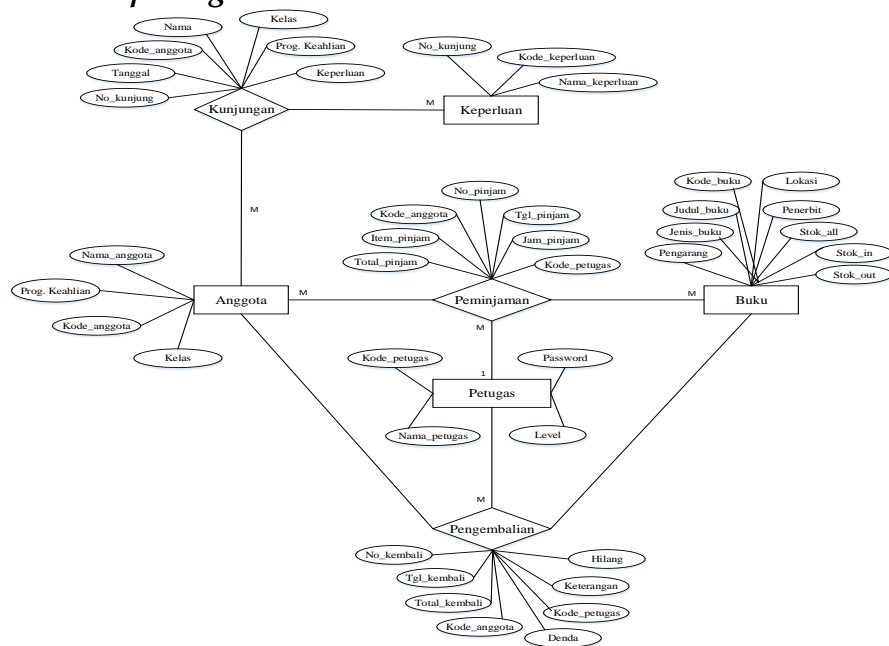 Nama
Kelas
Kode_anggota
Prog. Keahlian
Tanggal
Keperluan
No_kunjung
Kunjungan
No_kunjung
Kode_keperluan
Nama_keperluan
M
Keperluan
M
No_pinjam
Kode_anggota
Tgl_pinjam
Item_pinjam
Jam_pinjam
Total_pinjam
Kode_petugas
Kode_buku
Lokasi
Judul_buku
Penerbit
Jenis_buku
Stok_all
Pengarang
Stok_in
Stok_out
Nama_anggota
Prog. Keahlian
Kode_anggota
Kelas
Anggota
M
Peminjaman
M
Buku
M
1
Kode_petugas
Password
Petugas
Nama_petugas
Level
M
Pengembalian
No_kembali
Hilang
Tgl_kembali
Keterangan
Total_kembali
Kode_petugas
Kode_anggota
Denda